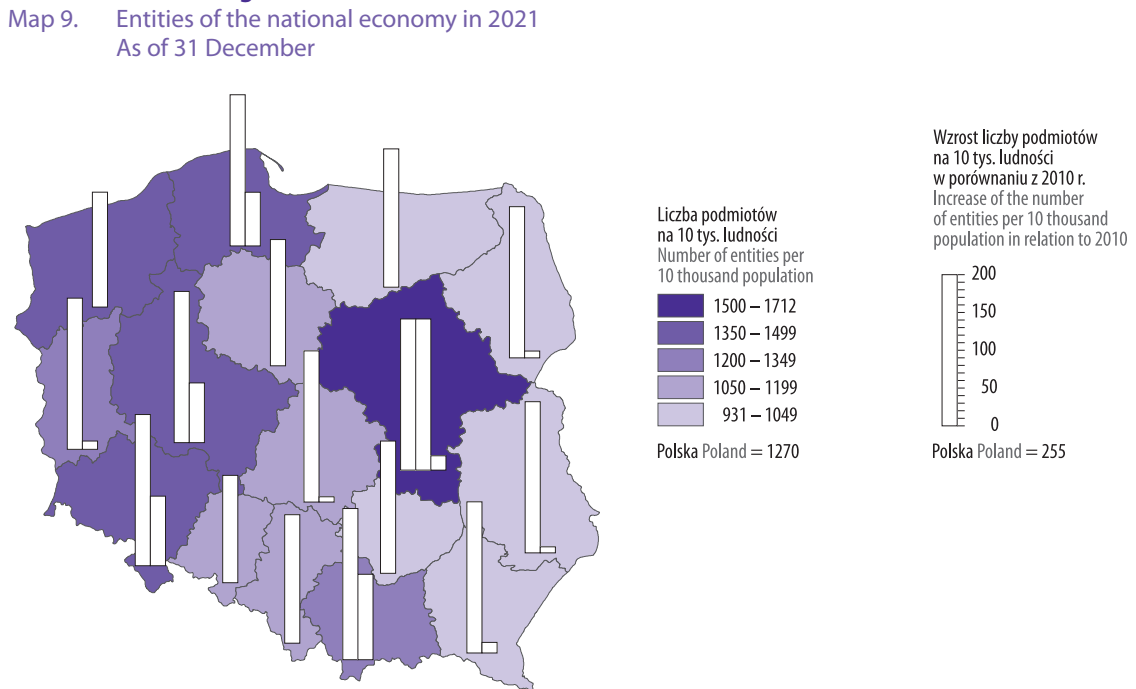 Map 9. Entities of the national economy in 2021
As of 31 December
Liczba podmiotów
na 10 tys. ludności
Number of entities per
10 thousand population
1500 – 1712
1350 – 1499
1200 – 1349
1050 – 1199
931 – 1049
Polska Poland = 1270
Wzrost liczby podmiotów
na 10 tys. ludności
w porównaniu z 2010 r.
Increase of the number
of entities per 10 thousand
population in relation to 2010
200
150
100
50
0
Polska Poland = 255